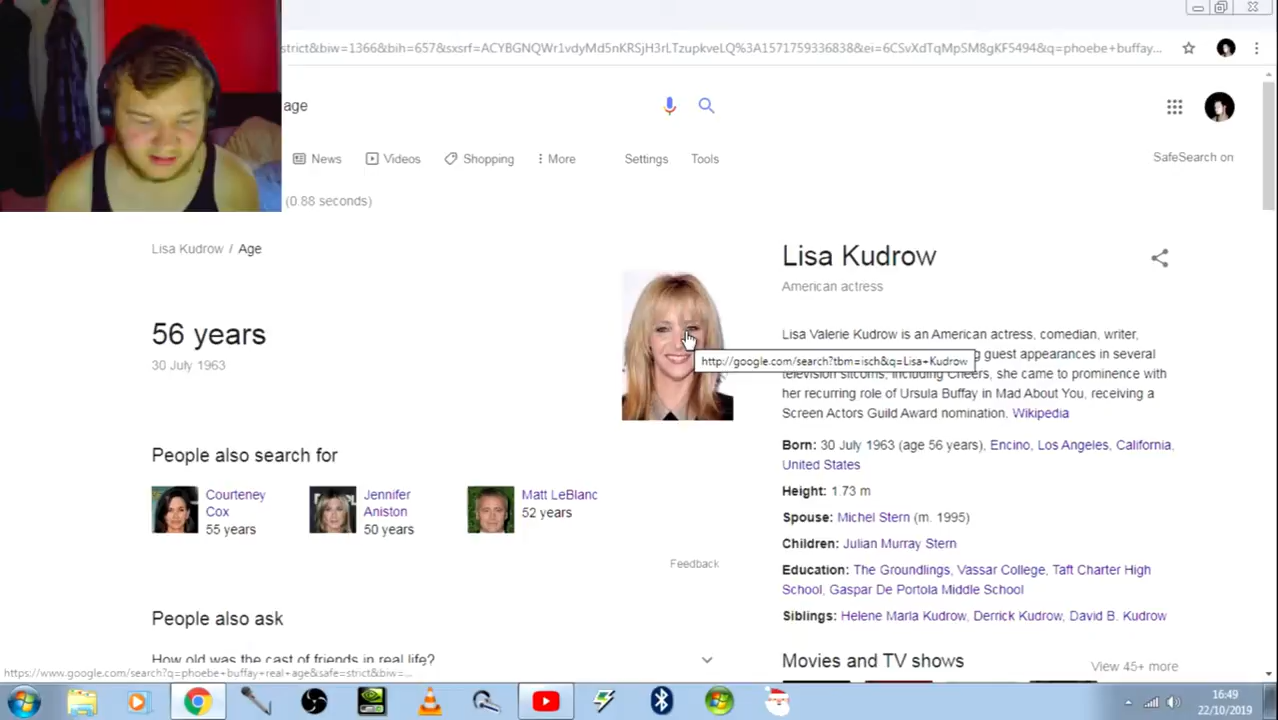 strict&biw=1366&bih=657&sxsrf=ACYBGNQWr1vdyMd5nKRSjH3rLTzupkveLQ%3A1571759336838&ei=6CSvXdTqMpSM8gKF5494&q=phoebe+buffay...
age
News
Videos
Shopping
More
Settings
Tools
SafeSearch on
(0.88 seconds)
Lisa Kudrow / Age
56 years
30 July 1963
Lisa Kudrow
American actress
Lisa Valerie Kudrow is an American actress, comedian, writer,
http://google.com/search?tbm=isch&q=Lisa+Kudrow
g guest appearances in several
television sitcoms, including Cheers, she came to prominence with
her recurring role of Ursula Buffay in Mad About You, receiving a
Screen Actors Guild Award nomination. Wikipedia
Born: 30 July 1963 (age 56 years), Encino, Los Angeles, California,
United States
Height: 1.73 m
Spouse: Michel Stern (m. 1995)
Children: Julian Murray Stern
Education: The Groundlings, Vassar College, Taft Charter High
School, Gaspar De Portola Middle School
Siblings: Helene Marla Kudrow, Derrick Kudrow, David B. Kudrow
Movies and TV shows
View 45+ more
People also search for
Courteney
Cox
55 years
Jennifer
Aniston
50 years
Matt LeBlanc
52 years
Feedback
People also ask
How old was the cast of friends in real life?
https://www.google.com/search?q=phoebe+buffay+real+age&safe=strict&biw=...
16:49
22/10/2019